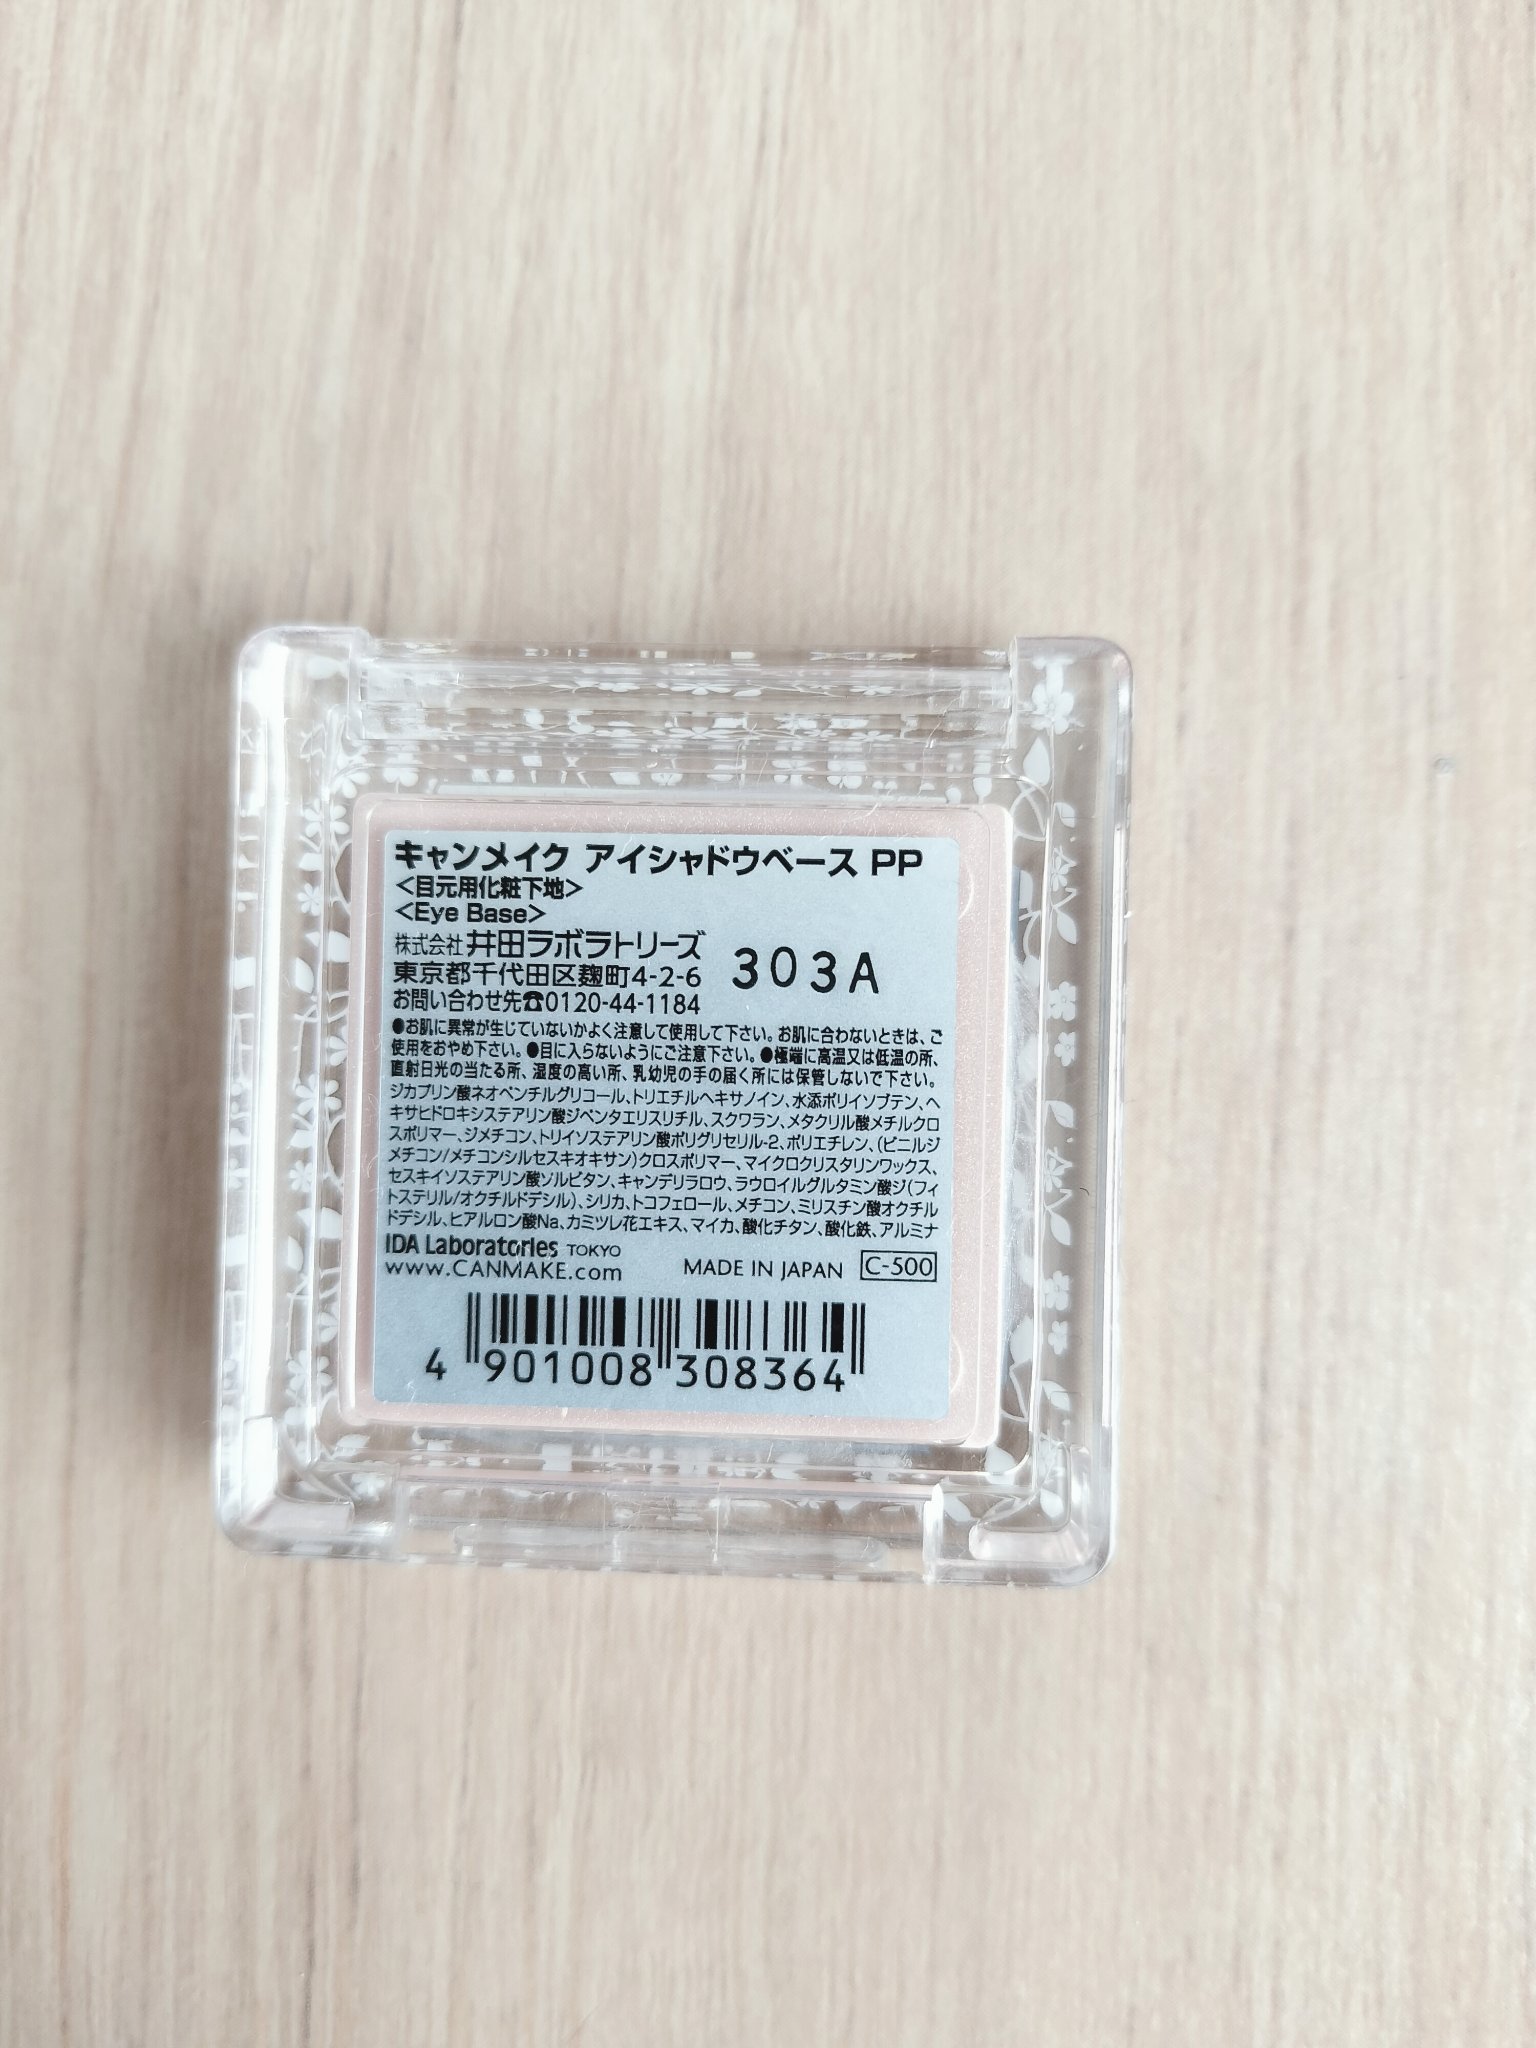 キャンメイク アイシャドウベース PP
<目元用化粧下地>
<Eye Base>
株式会社 井田ラボラトリーズ
東京都千代田区麹町4-2-6
303A
お問い合わせ先☎0120-44-1184
●お肌に異常が生じていないかよく注意して使用して下さい。お肌に合わないときは、ご
使用をおやめ下さい。●目に入らないようにご注意下さい。●極端に高温又は低温の所、
直射日光の当たる所、湿度の高い所、乳幼児の手の届く所には保管しないで下さい。
ジカプリン酸ネオペンチルグリコール、トリエチルヘキサノイン、水添ポリイソブテン、ヘ
キサヒドロキシステアリン酸ジペンタエリスリチル、スクワラン、メタクリル酸メチルクロ
スポリマー、ジメチコン、トリイソステアリン酸ポリグリセリル-2、ポリエチレン、(ビニルジ
メチコン/メチコンシルセスキオキサン)クロスポリマー、マイクロクリスタリンワックス、
セスキイソステアリン酸ソルビタン、キャンデリラロウ、ラウロイルグルタミン酸ジ(フィ
トステリル/オクチルドデシル)、シリカ、トコフェロール、メチコン、ミリスチン酸オクチル
ドデシル、ヒアルロン酸Na、カミツレ花エキス、マイカ、酸化チタン、酸化鉄、アルミナ
IDA Laboratories TOKYO
www.CANMAKE.com MADE IN JAPAN C-500
4 901008 308364